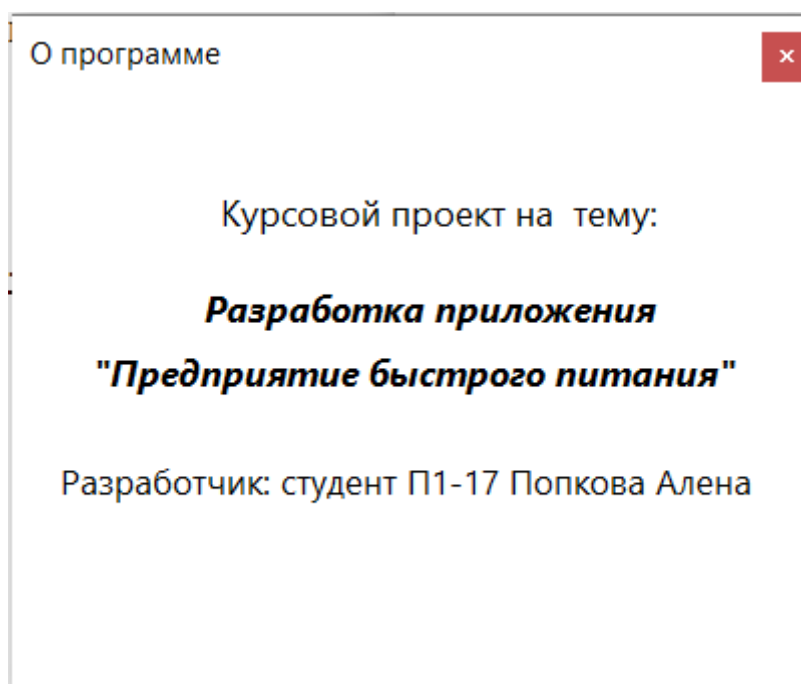 О программе
Курсовой проект на  тему:
Разработка приложения
"Предприятие быстрого питания"
Разработчик: студент П1-17 Попкова Алена